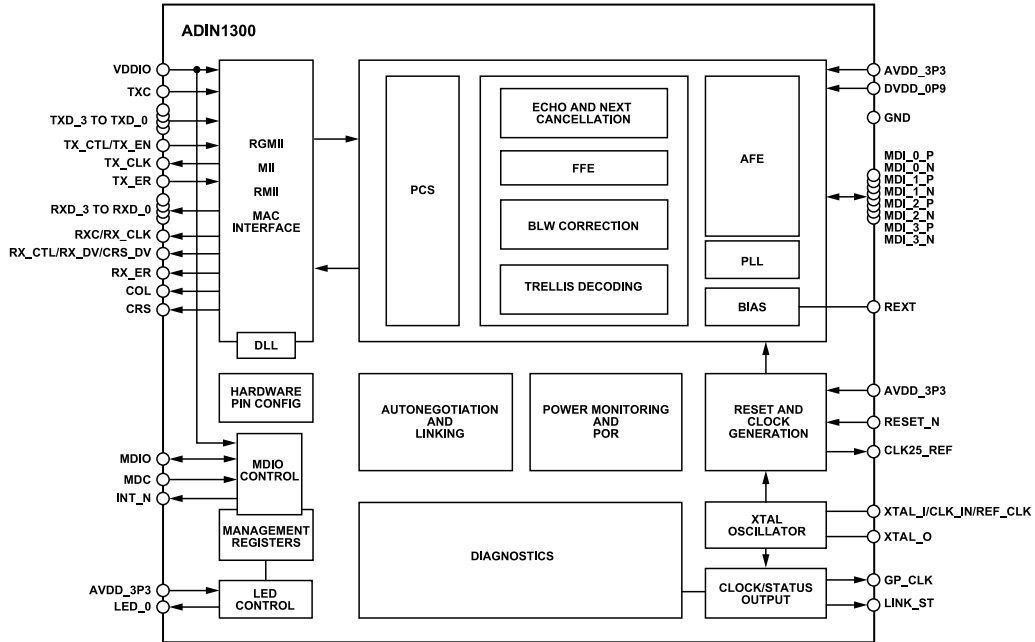 ADIN1300
VDDIO
TXC
TXD_3 TO TXD_0
TX_CTL/TX_EN
TX_CLK
TX_ER
RXD_3 TO RXD_0
RXC/RX_CLK
RX_CTL/RX_DV/CRS_DV
RX_ER
COL
CRS
RGMII
MII
RMII
MAC
INTERFACE
DLL
PCS
ECHO AND NEXT
CANCELLATION
FFE
BLW CORRECTION
TRELLIS DECODING
AFE
PLL
BIAS
AVDD_3P3
DVDD_0P9
GND
MDI_0_P
MDI_0_N
MDI_1_P
MDI_1_N
MDI_2_P
MDI_2_N
MDI_3_P
MDI_3_N
REXT
HARDWARE
PIN CONFIG
AUTONEGOTIATION
AND
LINKING
POWER MONITORING
AND
POR
RESET AND
CLOCK
GENERATION
AVDD_3P3
RESET_N
CLK25_REF
MDIO
MDC
INT_N
MDIO
CONTROL
MANAGEMENT
REGISTERS
DIAGNOSTICS
XTAL
OSCILLATOR
XTAL_I/CLK_IN/REF_CLK
XTAL_O
AVDD_3P3
LED_0
LED
CONTROL
CLOCK/STATUS
OUTPUT
GP_CLK
LINK_ST